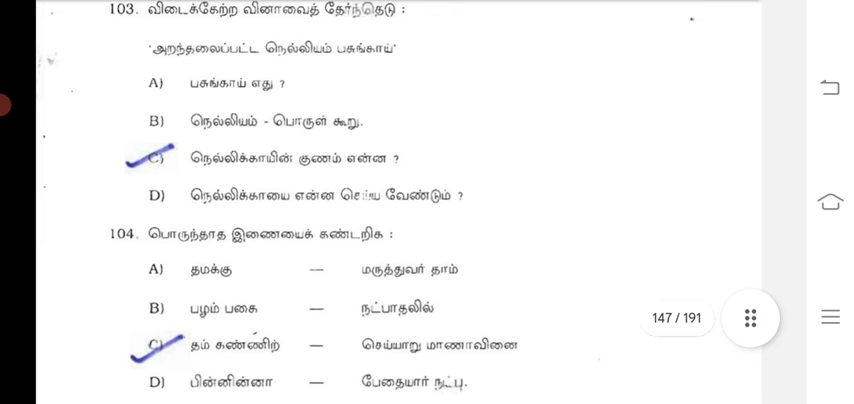 103. விடைக்கேற்ற வினாவைத் தேர்ந்தெடு :
'அறந்தலைப்பட்ட நெல்லியம் பசுங்காய்'
A) பசுங்காய் எது ?
B) நெல்லியம் - பொருள் கூறு.
C) நெல்லிக்காயின் குணம் என்ன ?
D) நெல்லிக்காயை என்ன செய்ய வேண்டும் ?
104. பொருந்தாத இணையைக் கண்டறிக :
A) தமக்கு — மருத்துவர் தாம்
B) பழம் பகை — நட்பாதலில்
147 / 191
C) தம் கண்ணிற் — செய்யாறு மாணாவினை
D) பின்னின்னா — பேதையார் நட்பு.